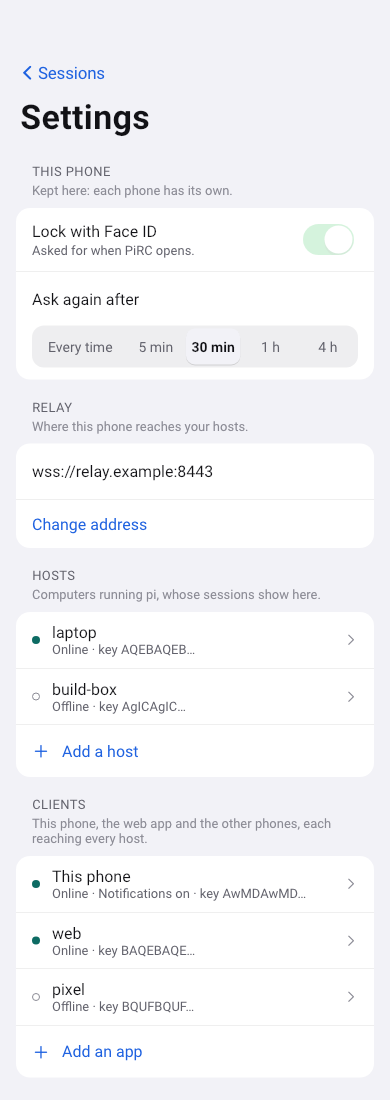 Sessions
Settings
THIS PHONE
Kept here: each phone has its own.
Lock with Face ID
Asked for when PiRC opens.
Ask again after
Every time 5 min 30 min 1 h 4 h
RELAY
Where this phone reaches your hosts.
wss://relay.example:8443
Change address
HOSTS
Computers running pi, whose sessions show here.
laptop
Online · key AQEBAQEB…
build-box
Offline · key AgICAgIC…
+ Add a host
CLIENTS
This phone, the web app and the other phones, each
reaching every host.
This phone
Online · Notifications on · key AwMDAwMD…
web
Online · key BAQEBAQE…
pixel
Offline · key BQUFBQUF…
+ Add an app